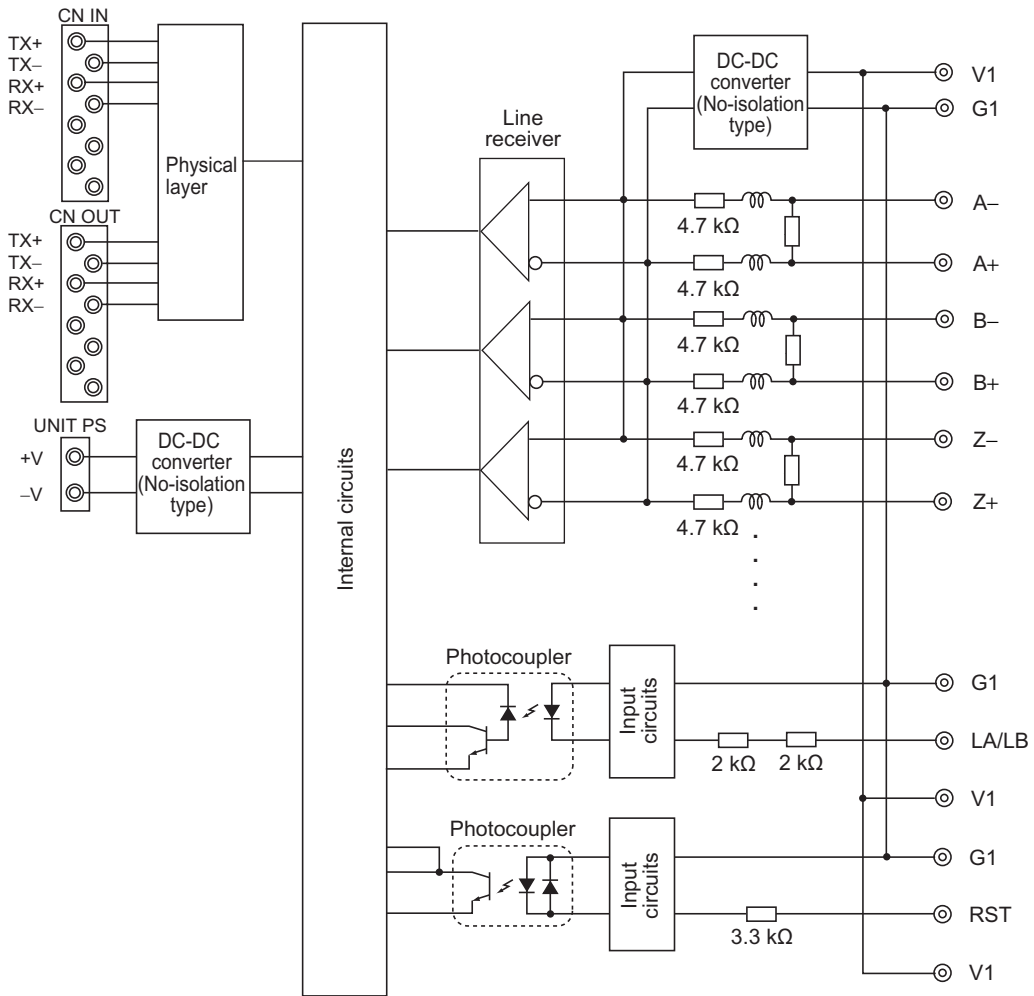 CN IN
TX+
TX−
RX+
RX−
Physical
layer
CN OUT
TX+
TX−
RX+
RX−
UNIT PS
+V
−V
DC-DC
converter
(No-isolation
type)
Internal circuits
Line
receiver
DC-DC
converter
(No-isolation
type)
V1
G1
A−
4.7 kΩ
A+
4.7 kΩ
B−
4.7 kΩ
B+
4.7 kΩ
Z−
4.7 kΩ
Z+
4.7 kΩ
Photocoupler
Input
circuits
G1
LA/LB
2 kΩ 2 kΩ
V1
Photocoupler
Input
circuits
G1
RST
3.3 kΩ
V1